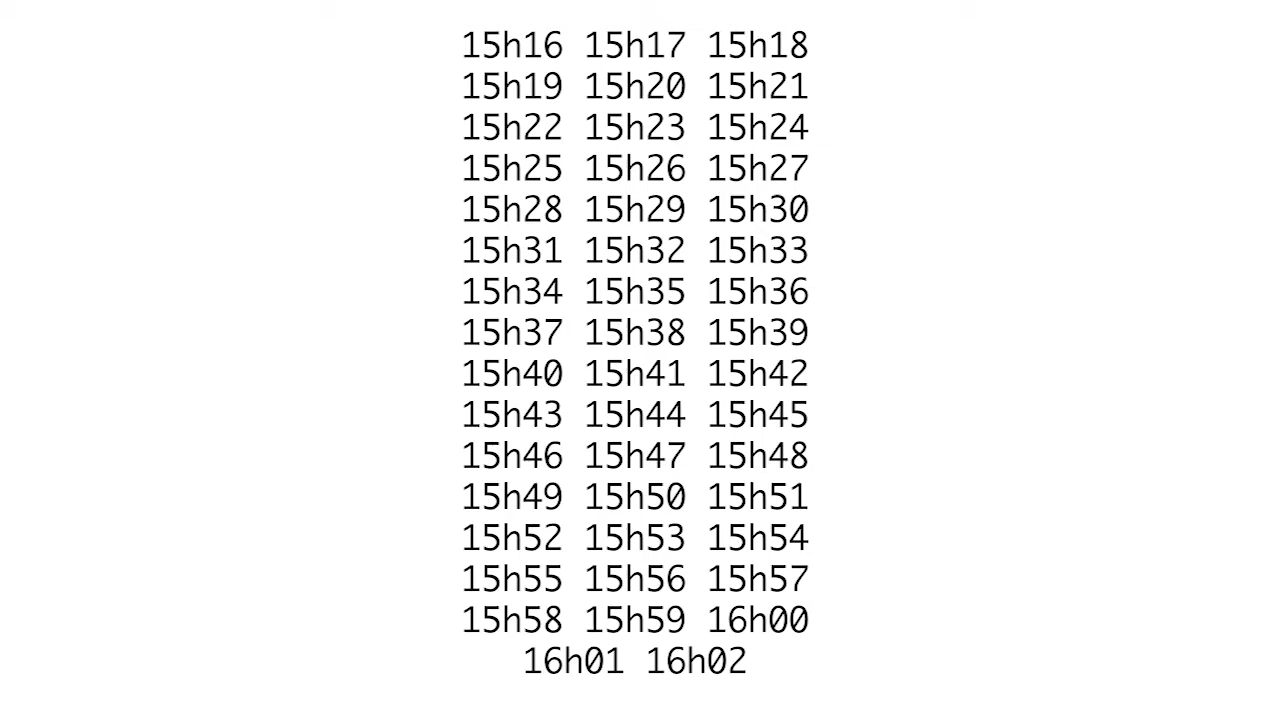 15h16 15h17 15h18
15h19 15h20 15h21
15h22 15h23 15h24
15h25 15h26 15h27
15h28 15h29 15h30
15h31 15h32 15h33
15h34 15h35 15h36
15h37 15h38 15h39
15h40 15h41 15h42
15h43 15h44 15h45
15h46 15h47 15h48
15h49 15h50 15h51
15h52 15h53 15h54
15h55 15h56 15h57
15h58 15h59 16h00
16h01 16h02